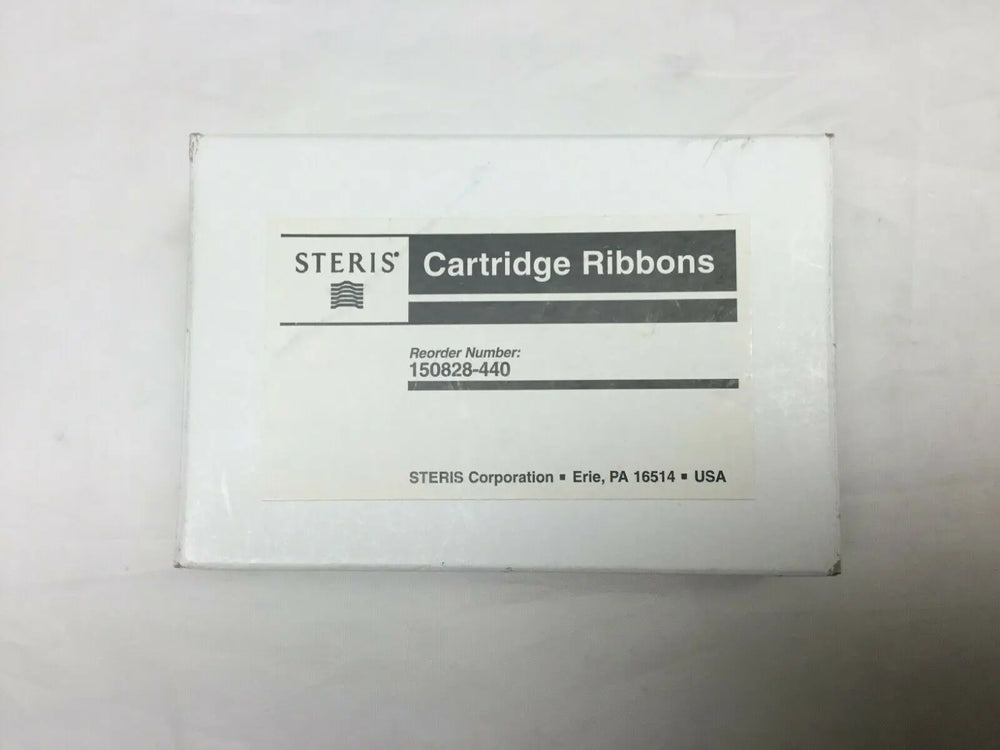 STERIS® Cartridge Ribbons
Reorder Number:
150828-440
STERIS Corporation ▪ Erie, PA 16514 ▪ USA